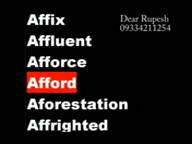 Affix
Dear Rupesh
09334211254
Affluent
Afforce
Afford
Aforestation
Affrighted